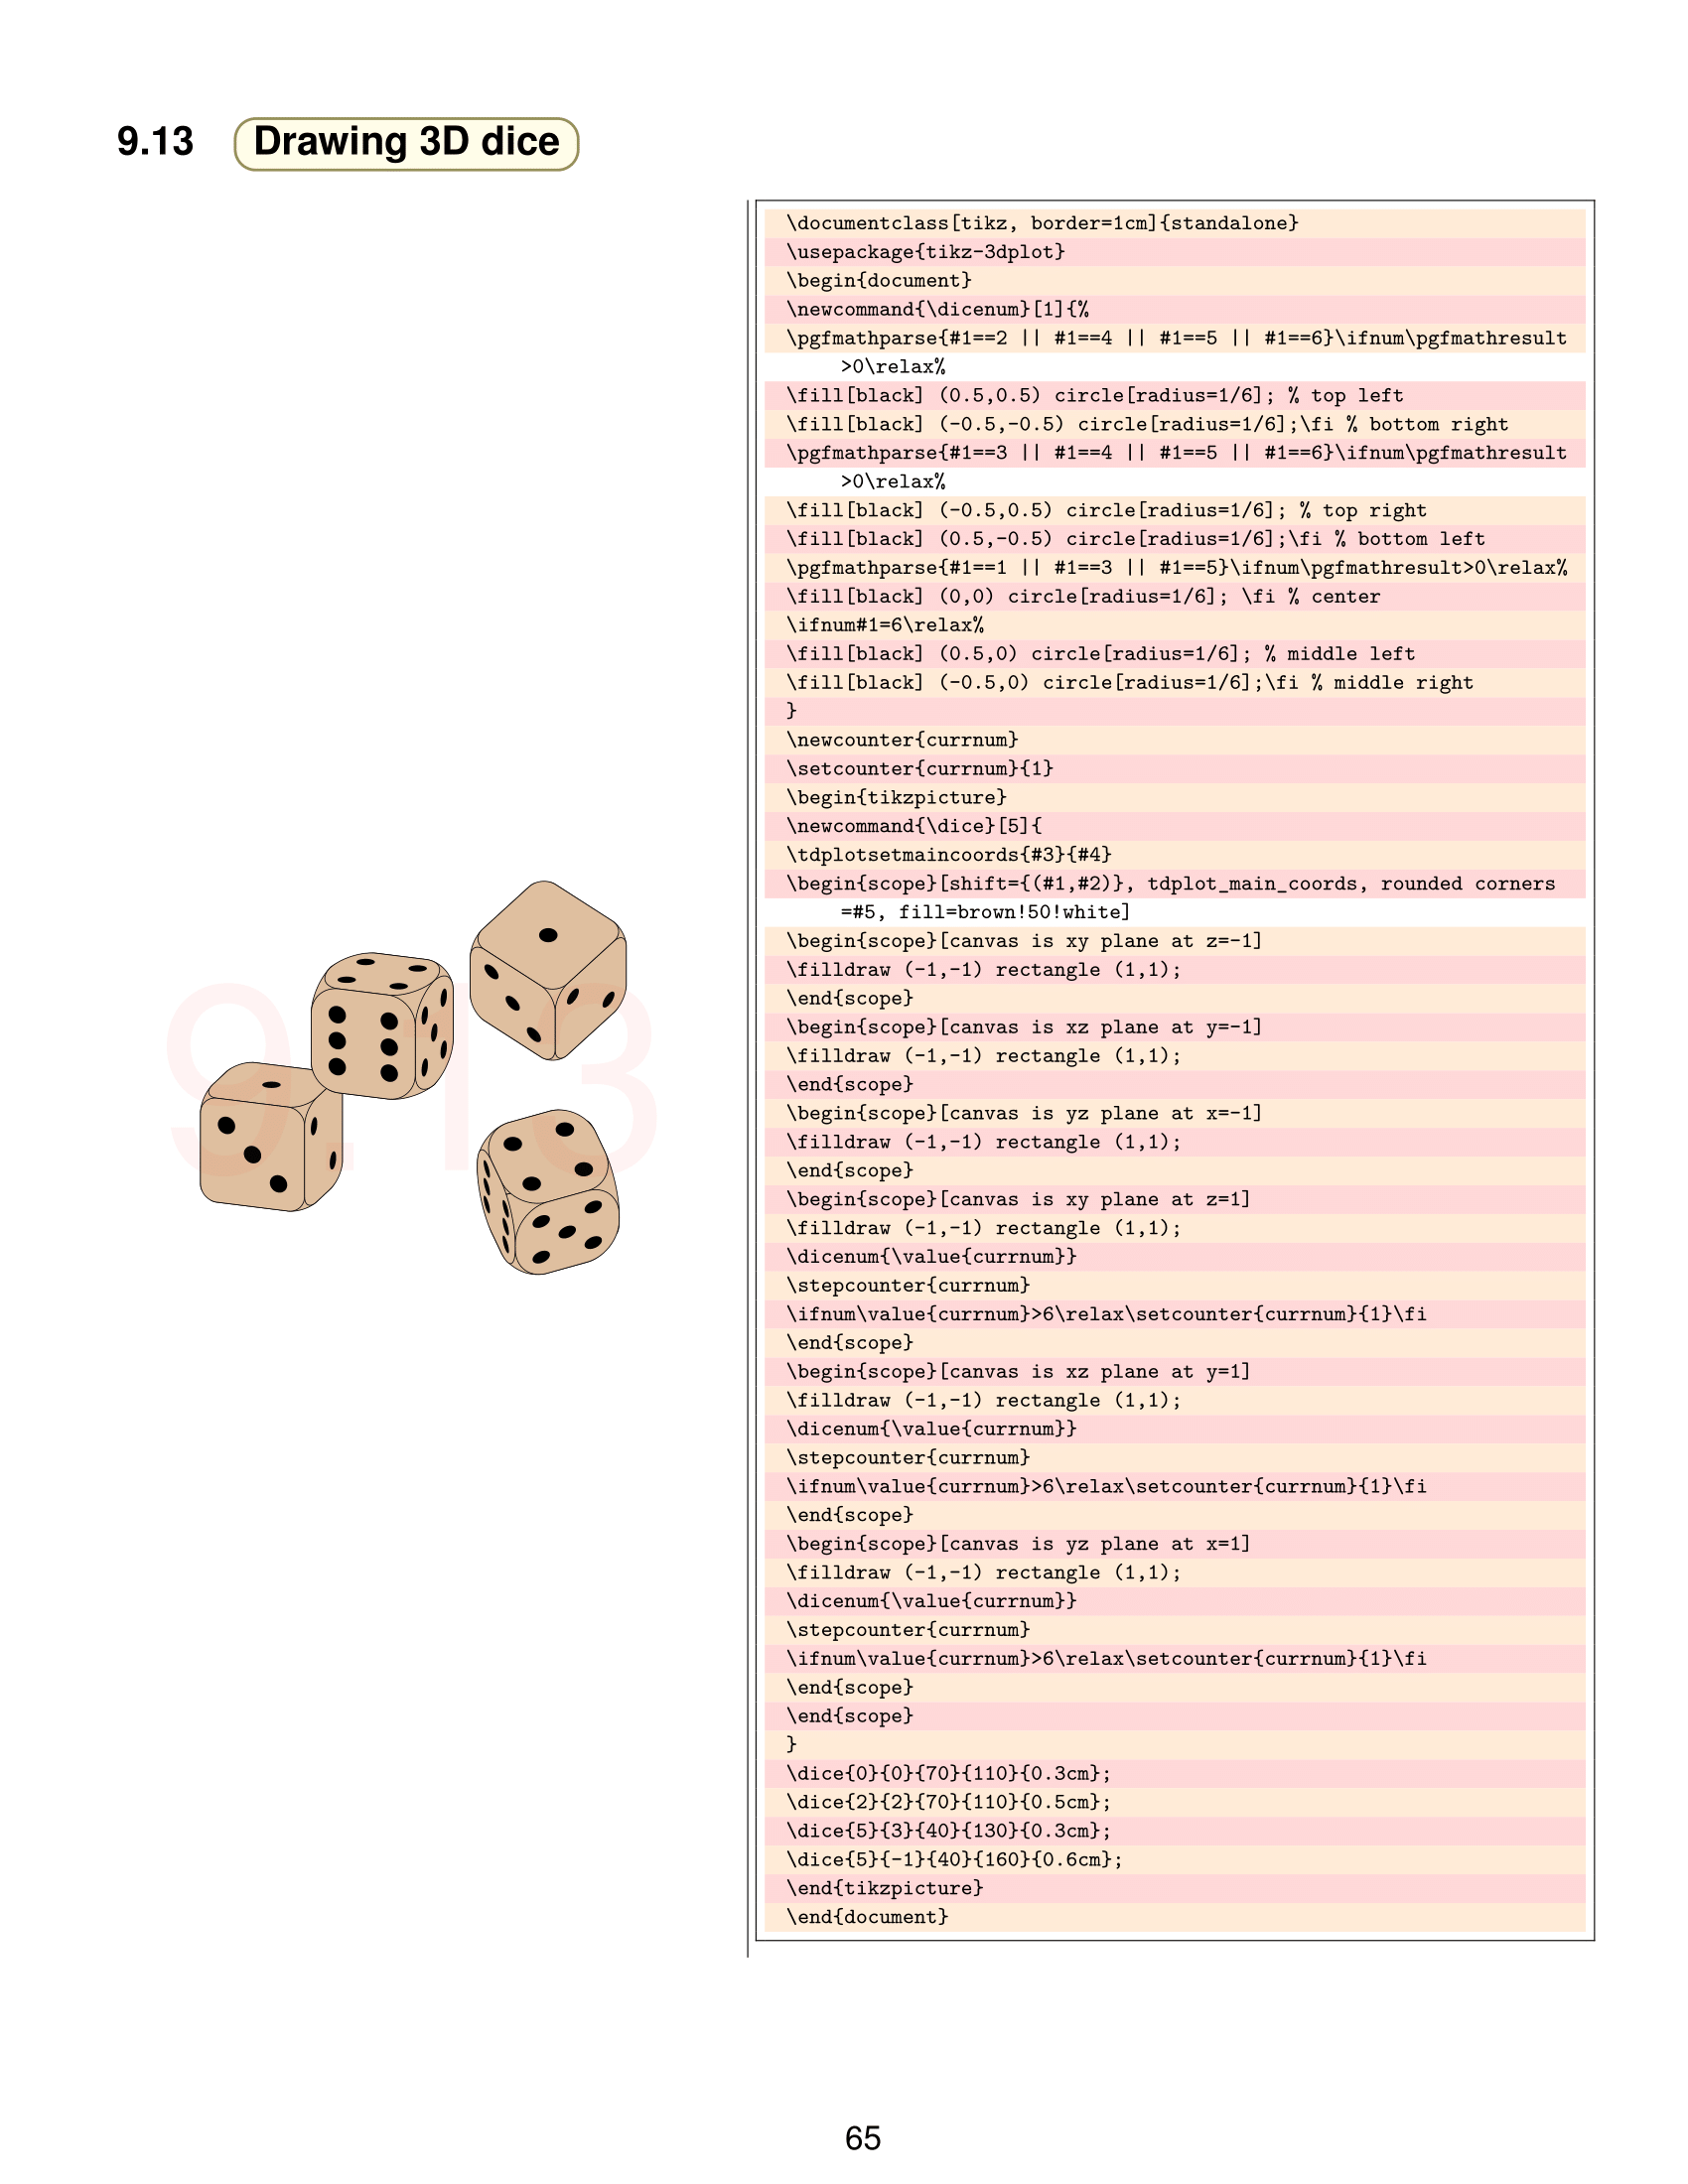 9.13 Drawing 3D dice
9.13
\documentclass[tikz, border=1cm]{standalone}
\usepackage{tikz-3dplot}
\begin{document}
\newcommand{\dicenum}[1]{%
\pgfmathparse{#1==2 || #1==4 || #1==5 || #1==6}\ifnum\pgfmathresult
>0\relax%
\fill[black] (0.5,0.5) circle[radius=1/6]; % top left
\fill[black] (-0.5,-0.5) circle[radius=1/6];\fi % bottom right
\pgfmathparse{#1==3 || #1==4 || #1==5 || #1==6}\ifnum\pgfmathresult
>0\relax%
\fill[black] (-0.5,0.5) circle[radius=1/6]; % top right
\fill[black] (0.5,-0.5) circle[radius=1/6];\fi % bottom left
\pgfmathparse{#1==1 || #1==3 || #1==5}\ifnum\pgfmathresult>0\relax%
\fill[black] (0,0) circle[radius=1/6]; \fi % center
\ifnum#1=6\relax%
\fill[black] (0.5,0) circle[radius=1/6]; % middle left
\fill[black] (-0.5,0) circle[radius=1/6];\fi % middle right
}
\newcounter{currnum}
\setcounter{currnum}{1}
\begin{tikzpicture}
\newcommand{\dice}[5]{
\tdplotsetmaincoords{#3}{#4}
\begin{scope}[shift={(#1,#2)}, tdplot_main_coords, rounded corners
=#5, fill=brown!50!white]
\begin{scope}[canvas is xy plane at z=-1]
\filldraw (-1,-1) rectangle (1,1);
\end{scope}
\begin{scope}[canvas is xz plane at y=-1]
\filldraw (-1,-1) rectangle (1,1);
\end{scope}
\begin{scope}[canvas is yz plane at x=-1]
\filldraw (-1,-1) rectangle (1,1);
\end{scope}
\begin{scope}[canvas is xy plane at z=1]
\filldraw (-1,-1) rectangle (1,1);
\dicenum{\value{currnum}}
\stepcounter{currnum}
\ifnum\value{currnum}>6\relax\setcounter{currnum}{1}\fi
\end{scope}
\begin{scope}[canvas is xz plane at y=1]
\filldraw (-1,-1) rectangle (1,1);
\dicenum{\value{currnum}}
\stepcounter{currnum}
\ifnum\value{currnum}>6\relax\setcounter{currnum}{1}\fi
\end{scope}
\begin{scope}[canvas is yz plane at x=1]
\filldraw (-1,-1) rectangle (1,1);
\dicenum{\value{currnum}}
\stepcounter{currnum}
\ifnum\value{currnum}>6\relax\setcounter{currnum}{1}\fi
\end{scope}
\end{scope}
}
\dice{0}{0}{70}{110}{0.3cm};
\dice{2}{2}{70}{110}{0.5cm};
\dice{5}{3}{40}{130}{0.3cm};
\dice{5}{-1}{40}{160}{0.6cm};
\end{tikzpicture}
\end{document}
65